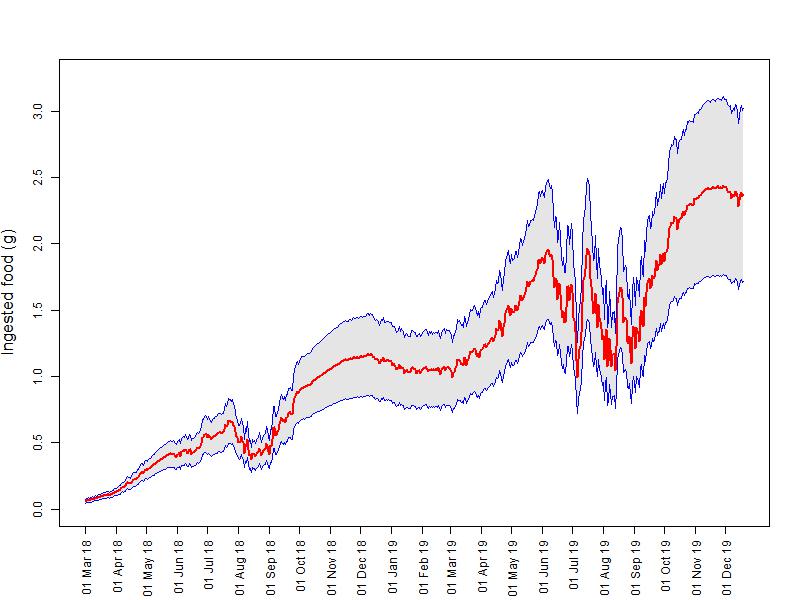 Ingested food (g)
3.0
2.5
2.0
1.5
1.0
0.5
0.0
01 Mar 18
01 Apr 18
01 May 18
01 Jun 18
01 Jul 18
01 Aug 18
01 Sep 18
01 Oct 18
01 Nov 18
01 Dec 18
01 Jan 19
01 Feb 19
01 Mar 19
01 Apr 19
01 May 19
01 Jun 19
01 Jul 19
01 Aug 19
01 Sep 19
01 Oct 19
01 Nov 19
01 Dec 19